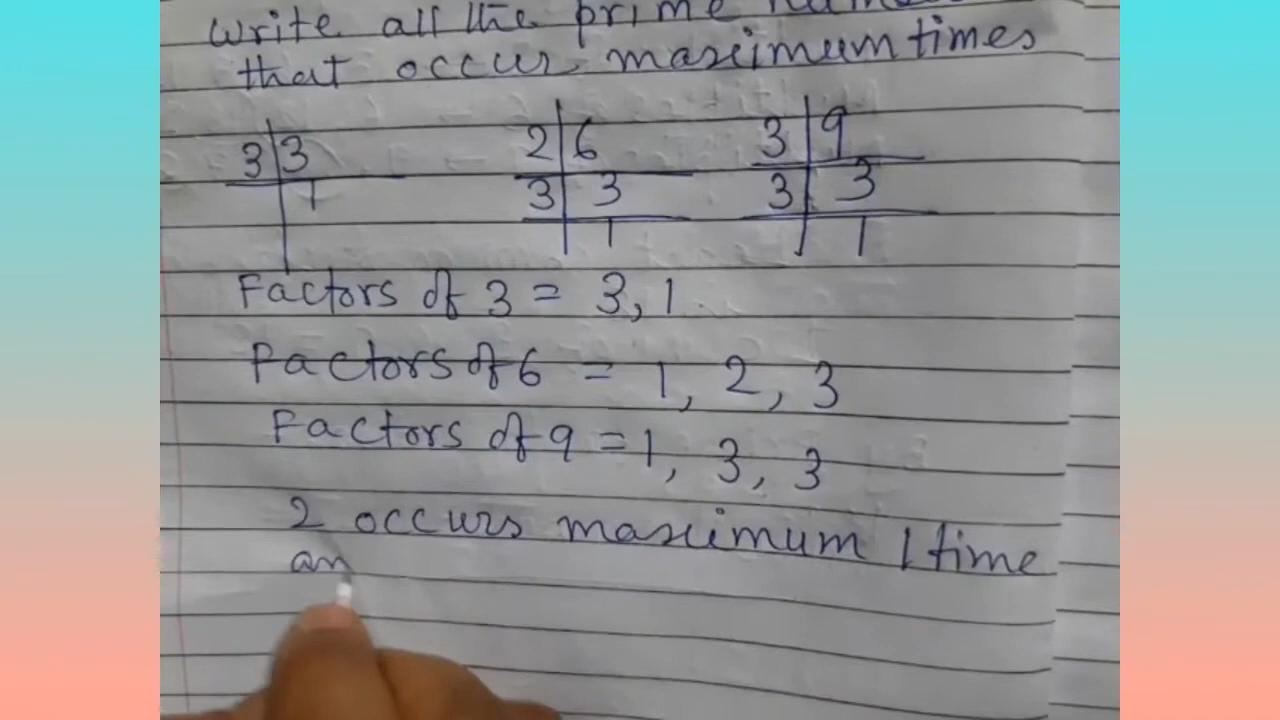 Write all the prime
that occur maximum times
3 3 2 6 3 9
1 3 3 3 3
1 1
Factors of 3 = 3, 1
Factors of 6 = 1, 2, 3
Factors of 9 = 1, 3, 3
2 occurs maximum 1 time
an